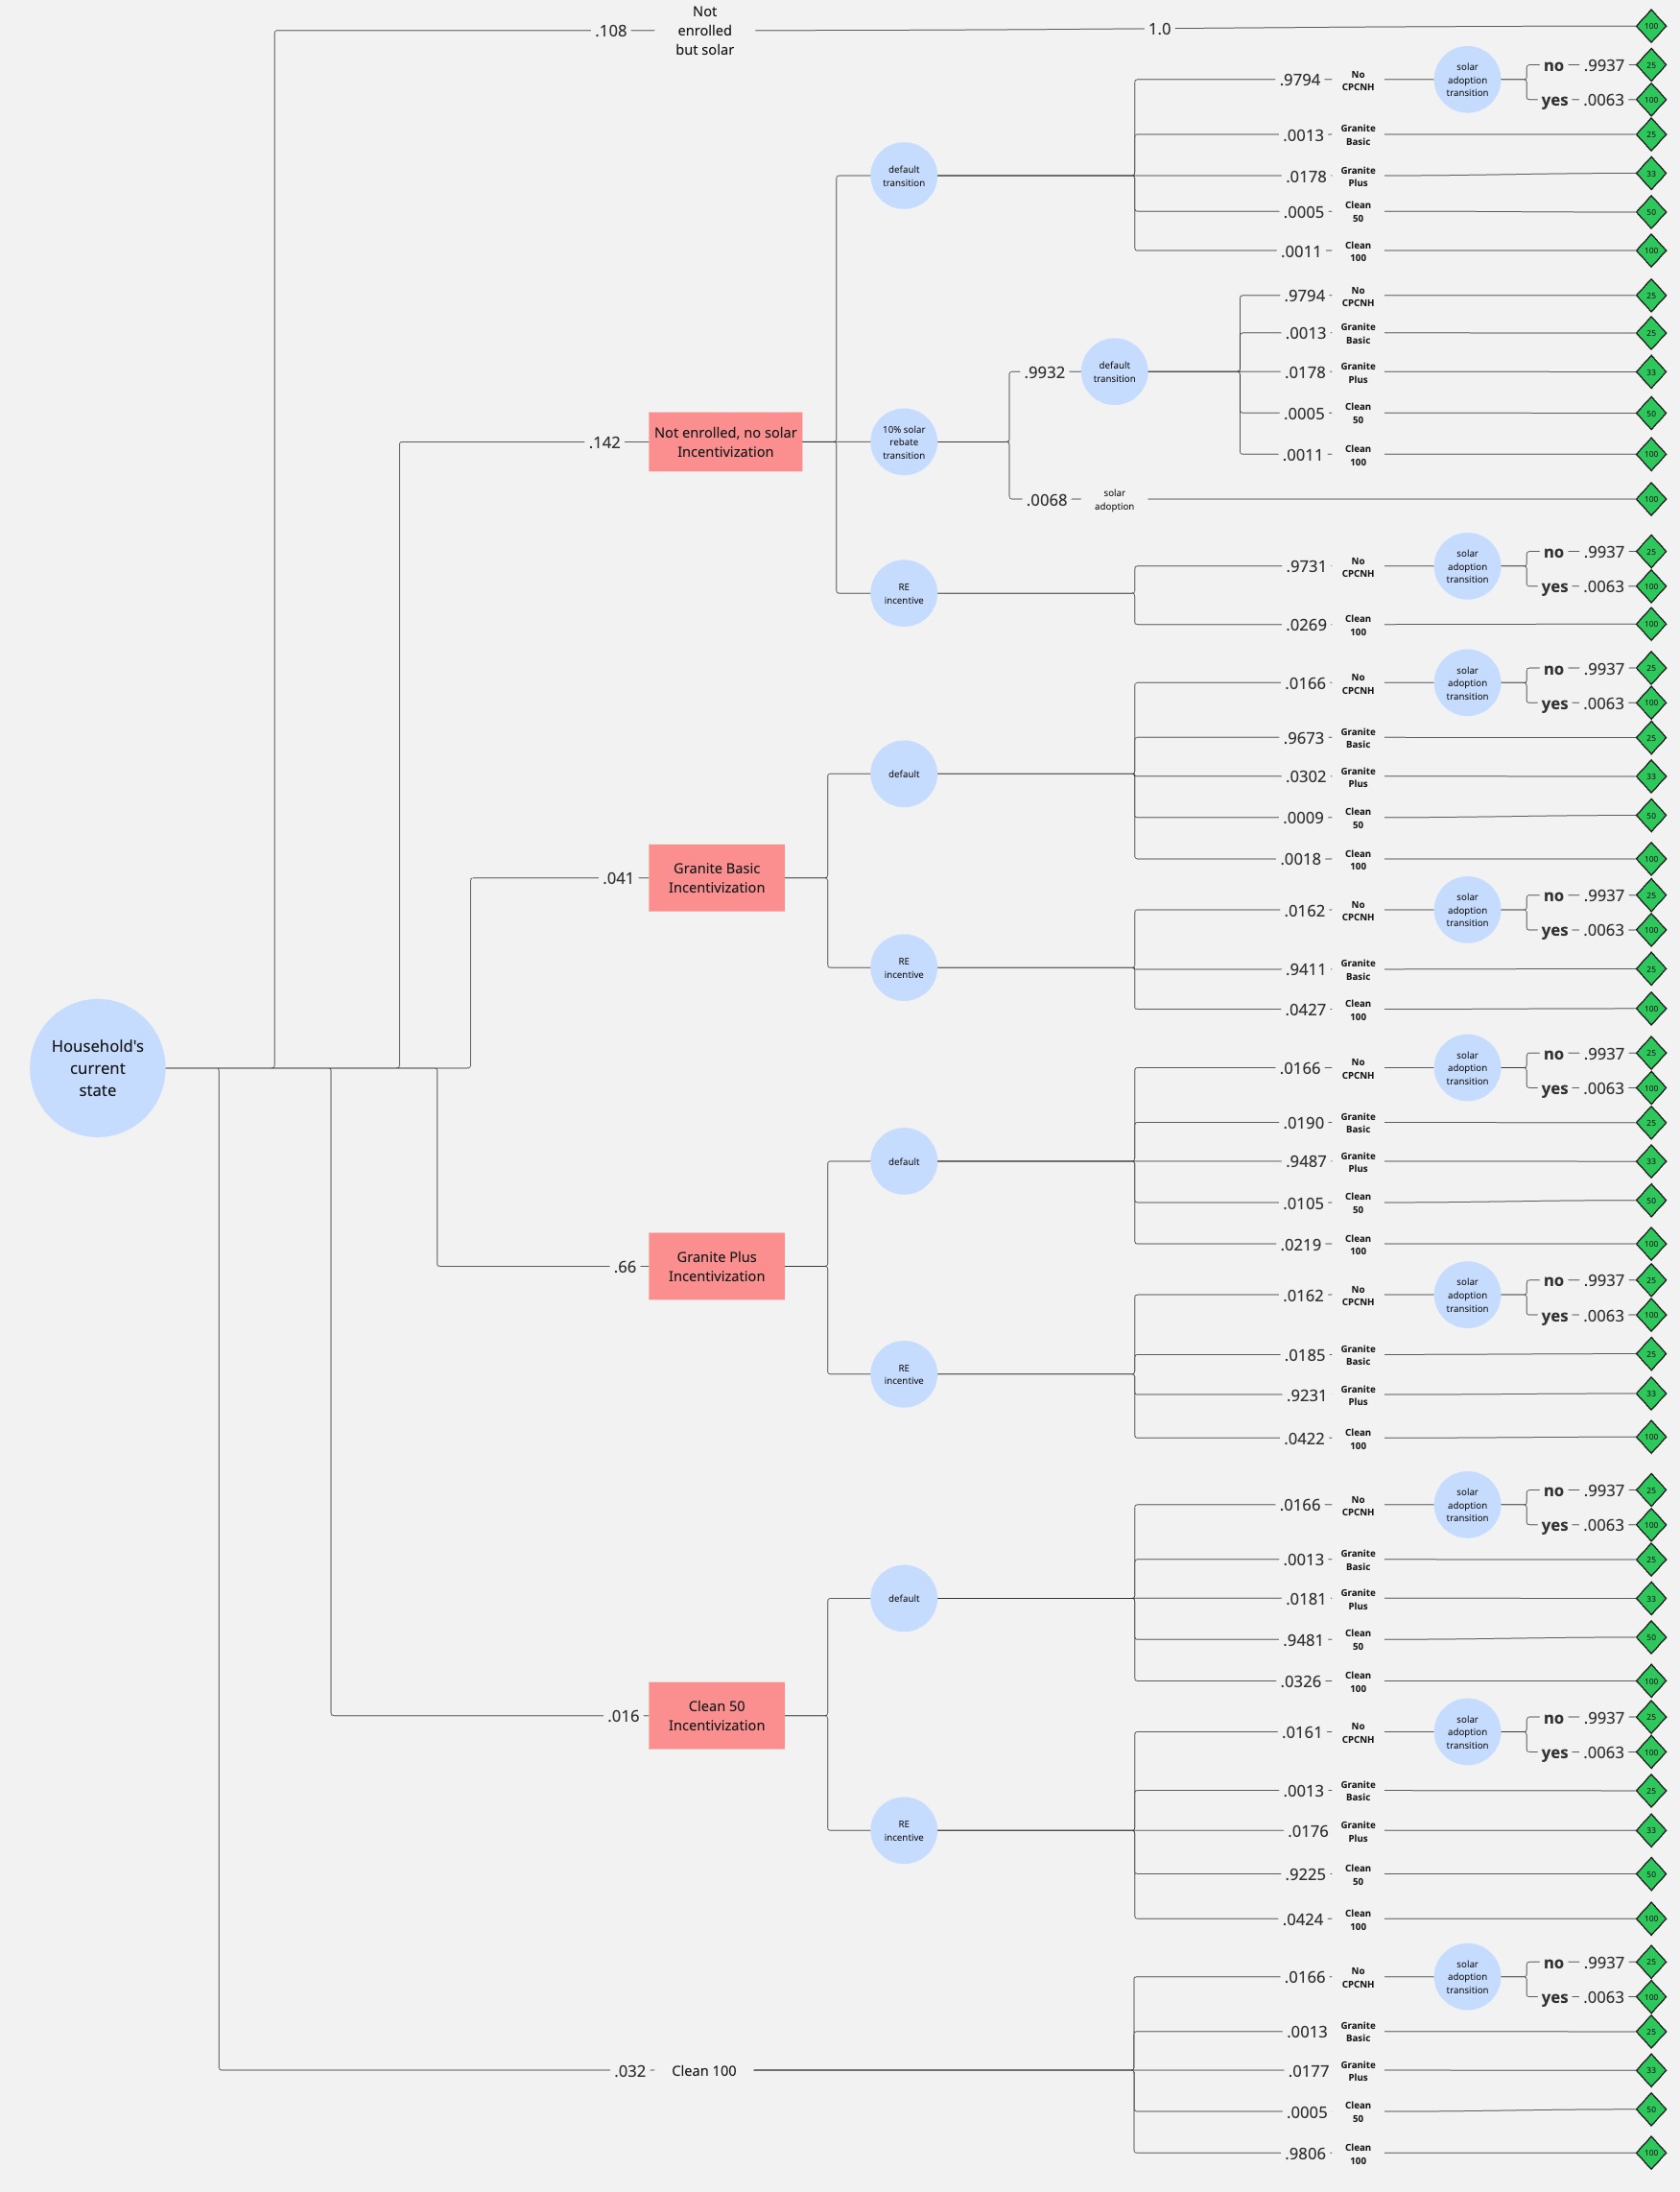 Not
enrolled
but solar
.108
1.0
100
.9794
No
CPCNH
solar
adoption
transition
no .9937
25
yes .0063
100
default
transition
.0013
Granite
Basic
25
.0178
Granite
Plus
33
.0005
Clean
50
50
.0011
Clean
100
100
.142
Not enrolled, no solar
Incentivization
10% solar
rebate
transition
.9932
default
transition
.9794
No
CPCNH
25
.0013
Granite
Basic
25
.0178
Granite
Plus
33
.0005
Clean
50
50
.0011
Clean
100
100
.0068
solar
adoption
100
RE
incentive
.9731
No
CPCNH
solar
adoption
transition
no .9937
25
yes .0063
100
.0269
Clean
100
100
.041
Granite Basic
Incentivization
default
.0166
No
CPCNH
solar
adoption
transition
no .9937
25
yes .0063
100
.9673
Granite
Basic
25
.0302
Granite
Plus
33
.0009
Clean
50
50
.0018
Clean
100
100
RE
incentive
.0162
No
CPCNH
solar
adoption
transition
no .9937
25
yes .0063
100
.9411
Granite
Basic
25
.0427
Clean
100
100
Household's
current
state
.66
Granite Plus
Incentivization
default
.0166
No
CPCNH
solar
adoption
transition
no .9937
25
yes .0063
100
.0190
Granite
Basic
25
.9487
Granite
Plus
33
.0105
Clean
50
50
.0219
Clean
100
100
RE
incentive
.0162
No
CPCNH
solar
adoption
transition
no .9937
25
yes .0063
100
.0185
Granite
Basic
25
.9231
Granite
Plus
33
.0422
Clean
100
100
.016
Clean 50
Incentivization
default
.0166
No
CPCNH
solar
adoption
transition
no .9937
25
yes .0063
100
.0013
Granite
Basic
25
.0181
Granite
Plus
33
.9481
Clean
50
50
.0326
Clean
100
100
RE
incentive
.0161
No
CPCNH
solar
adoption
transition
no .9937
25
yes .0063
100
.0013
Granite
Basic
25
.0176
Granite
Plus
33
.9225
Clean
50
50
.0424
Clean
100
100
.032
Clean 100
.0166
No
CPCNH
solar
adoption
transition
no .9937
25
yes .0063
100
.0013
Granite
Basic
25
.0177
Granite
Plus
33
.0005
Clean
50
50
.9806
Clean
100
100